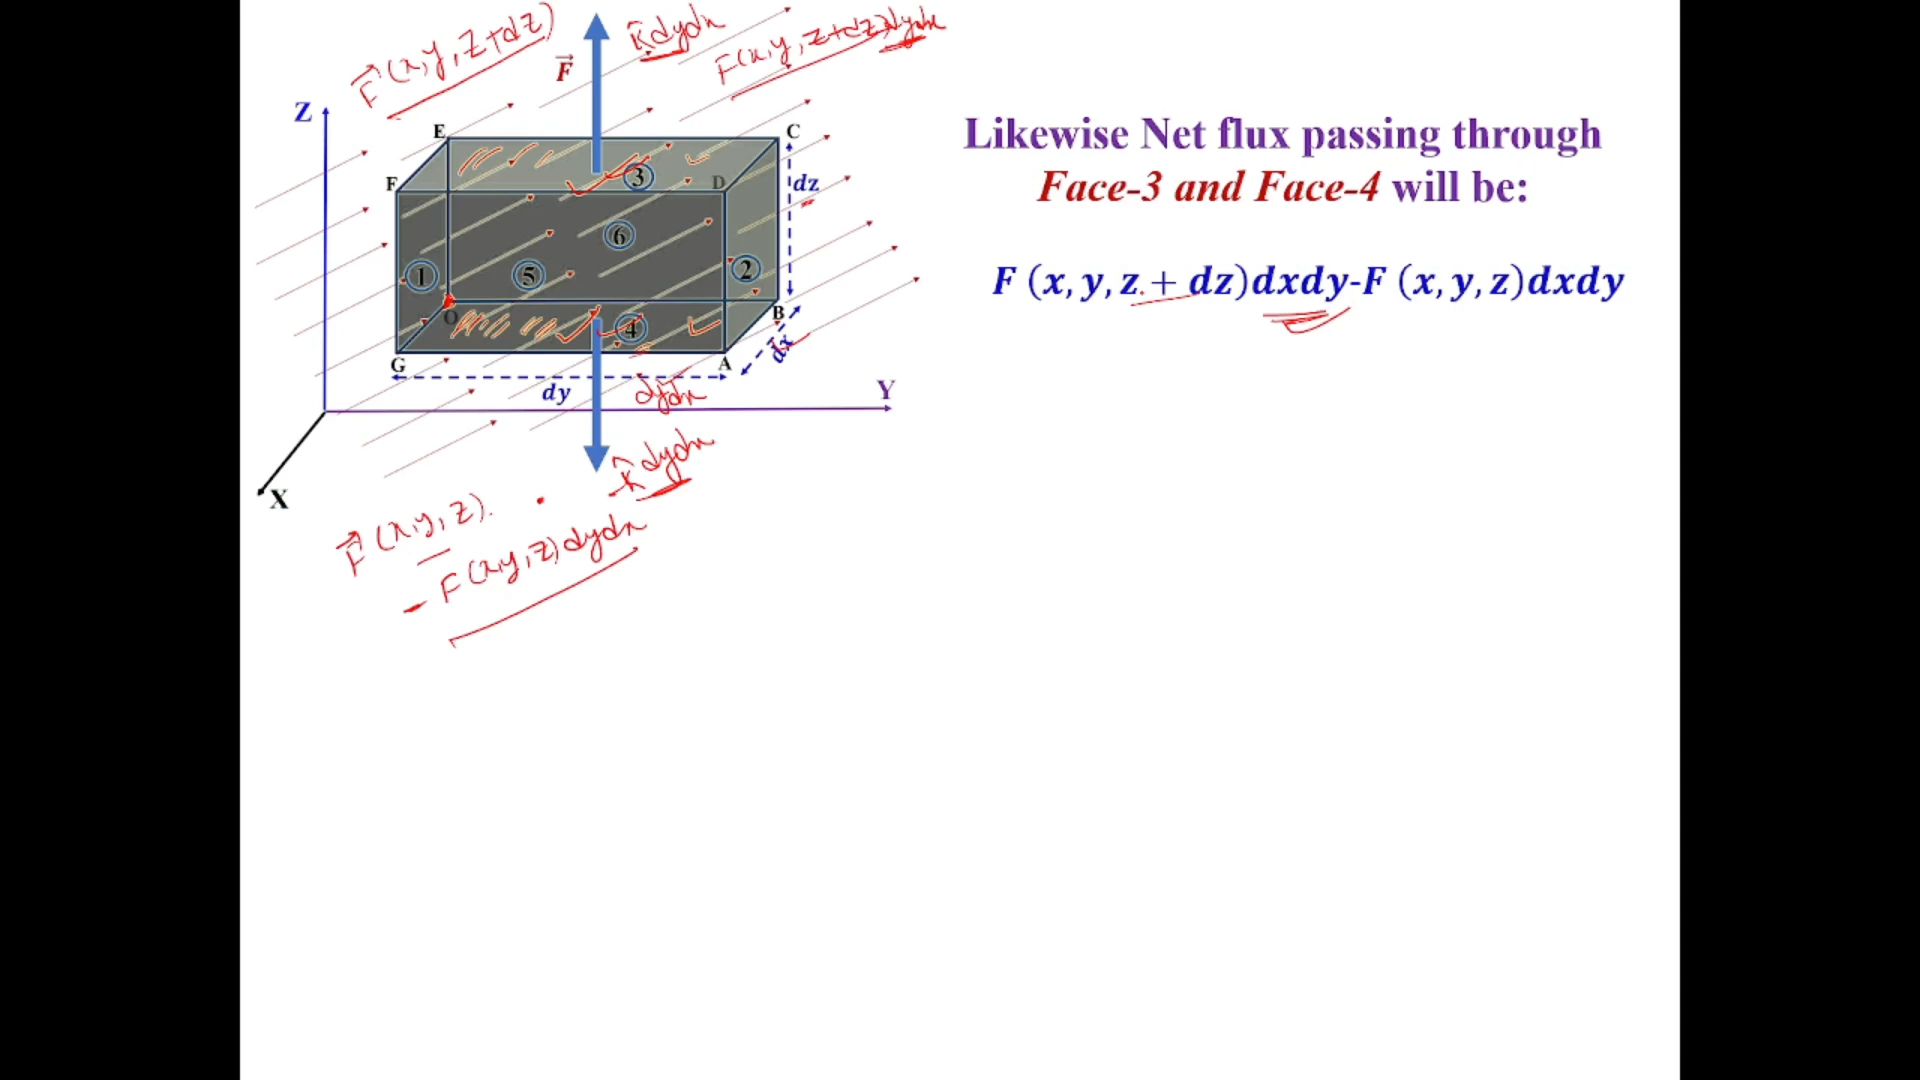 F⃗ (x,y, z+dz)
k̂ dydx
F(x,y, z+dz)dydx
F⃗
Z
E
C
F
3
D
dz
6
1
5
2
O
4
B
G
A
dx
dy
dydx
Y
X
-k̂ dydx
F⃗ (x,y, z). .
- F(x,y, z) dydx
Likewise Net flux passing through
Face-3 and Face-4 will be:
F (x, y, z + dz)dxdy-F (x, y, z)dxdy